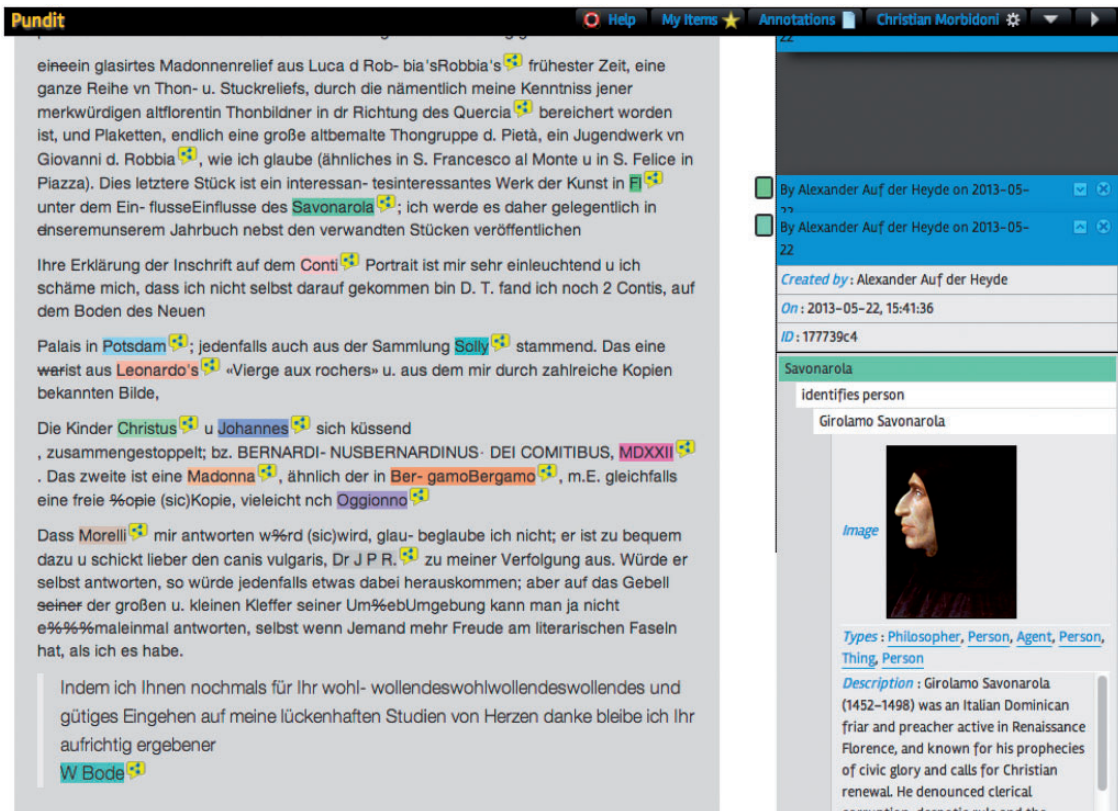 Pundit
Help My Items Annotations Christian Morbidoni
eineein glasirtes Madonnenrelief aus Luca d Rob- bia'sRobbia's frühester Zeit, eine
ganze Reihe vn Thon- u. Stuckreliefs, durch die nämentlich meine Kenntniss jener
merkwürdigen altflorentin Thonbildner in dr Richtung des Quercia bereichert worden
ist, und Plaketten, endlich eine große altbemalte Thongruppe d. Pietà, ein Jugendwerk vn
Giovanni d. Robbia , wie ich glaube (ähnliches in S. Francesco al Monte u in S. Felice in
Piazza). Dies letztere Stück ist ein interessan- tesinteressantes Werk der Kunst in Fl
unter dem Ein- flusseEinflusse des Savonarola ; ich werde es daher gelegentlich in
dnseremunserem Jahrbuch nebst den verwandten Stücken veröffentlichen
Ihre Erklärung der Inschrift auf dem Conti Portrait ist mir sehr einleuchtend u ich
schäme mich, dass ich nicht selbst darauf gekommen bin D. T. fand ich noch 2 Contis, auf
dem Boden des Neuen
Palais in Potsdam ; jedenfalls auch aus der Sammlung Solly stammend. Das eine
warist aus Leonardo's «Vierge aux rochers» u. aus dem mir durch zahlreiche Kopien
bekannten Bilde,
Die Kinder Christus u Johannes sich küssend
, zusammengestoppelt; bz. BERNARDI- NUSBERNARDINUS· DEI COMITIBUS, MDXXII
. Das zweite ist eine Madonna , ähnlich der in Ber- gamoBergamo , m.E. gleichfalls
eine freie %opie (sic)Kopie, vieleicht nch Oggionno
Dass Morelli mir antworten w%rd (sic)wird, glau- beglaube ich nicht; er ist zu bequem
dazu u schickt lieber den canis vulgaris, Dr J P R. zu meiner Verfolgung aus. Würde er
selbst antworten, so würde jedenfalls etwas dabei herauskommen; aber auf das Gebell
seiner der großen u. kleinen Kleffer seiner Um%ebUmgebung kann man ja nicht
e%%%maleinmal antworten, selbst wenn Jemand mehr Freude am literarischen Faseln
hat, als ich es habe.
Indem ich Ihnen nochmals für Ihr wohl- wollendeswohlwollendeswollendes und
gütiges Eingehen auf meine lückenhaften Studien von Herzen danke bleibe ich Ihr
aufrichtig ergebener
W Bode
22
By Alexander Auf der Heyde on 2013-05-
22
By Alexander Auf der Heyde on 2013-05-
22
Created by : Alexander Auf der Heyde
On : 2013-05-22, 15:41:36
ID : 177739c4
Savonarola
identifies person
Girolamo Savonarola
Image
Types : Philosopher, Person, Agent, Person,
Thing, Person
Description : Girolamo Savonarola
(1452–1498) was an Italian Dominican
friar and preacher active in Renaissance
Florence, and known for his prophecies
of civic glory and calls for Christian
renewal. He denounced clerical